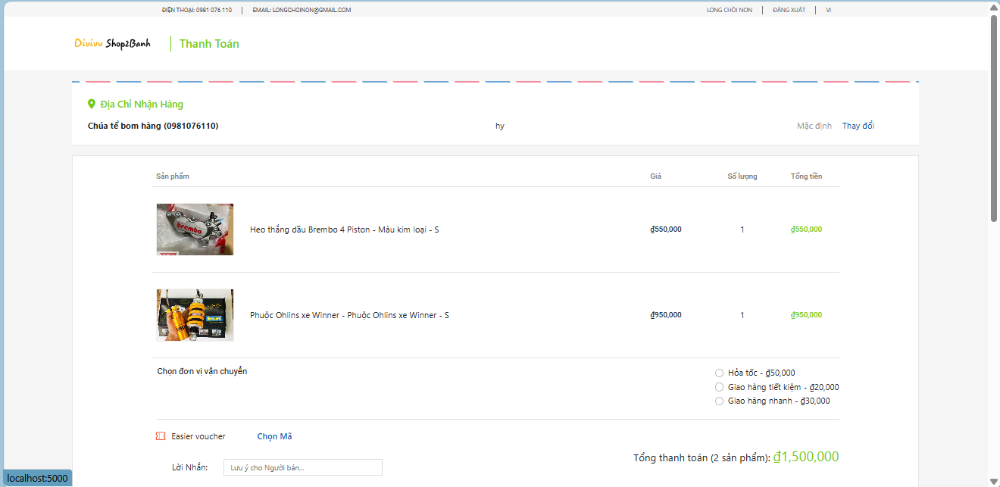 ĐIỆN THOẠI: 0981 076 110 | EMAIL: LONGCHOINON@GMAIL.COM LONG CHÒI NON | ĐĂNG XUẤT | VI
Divivu Shop2Banh | Thanh Toán
Địa Chỉ Nhận Hàng
Chúa tể bom hàng (0981076110) hy Mặc định Thay đổi
Sản phẩm Giá Số lượng Tổng tiền
brembo
Heo thắng dầu Brembo 4 Piston - Màu kim loại - S ₫550,000 1 ₫550,000
OHLINS
Phuộc Ohlins xe Winner - Phuộc Ohlins xe Winner - S ₫950,000 1 ₫950,000
Chọn đơn vị vận chuyển
Hỏa tốc - ₫50,000
Giao hàng tiết kiệm - ₫20,000
Giao hàng nhanh - ₫30,000
Easier voucher Chọn Mã
Tổng thanh toán (2 sản phẩm): ₫1,500,000
Lời Nhắn: Lưu ý cho Người bán...
localhost:5000